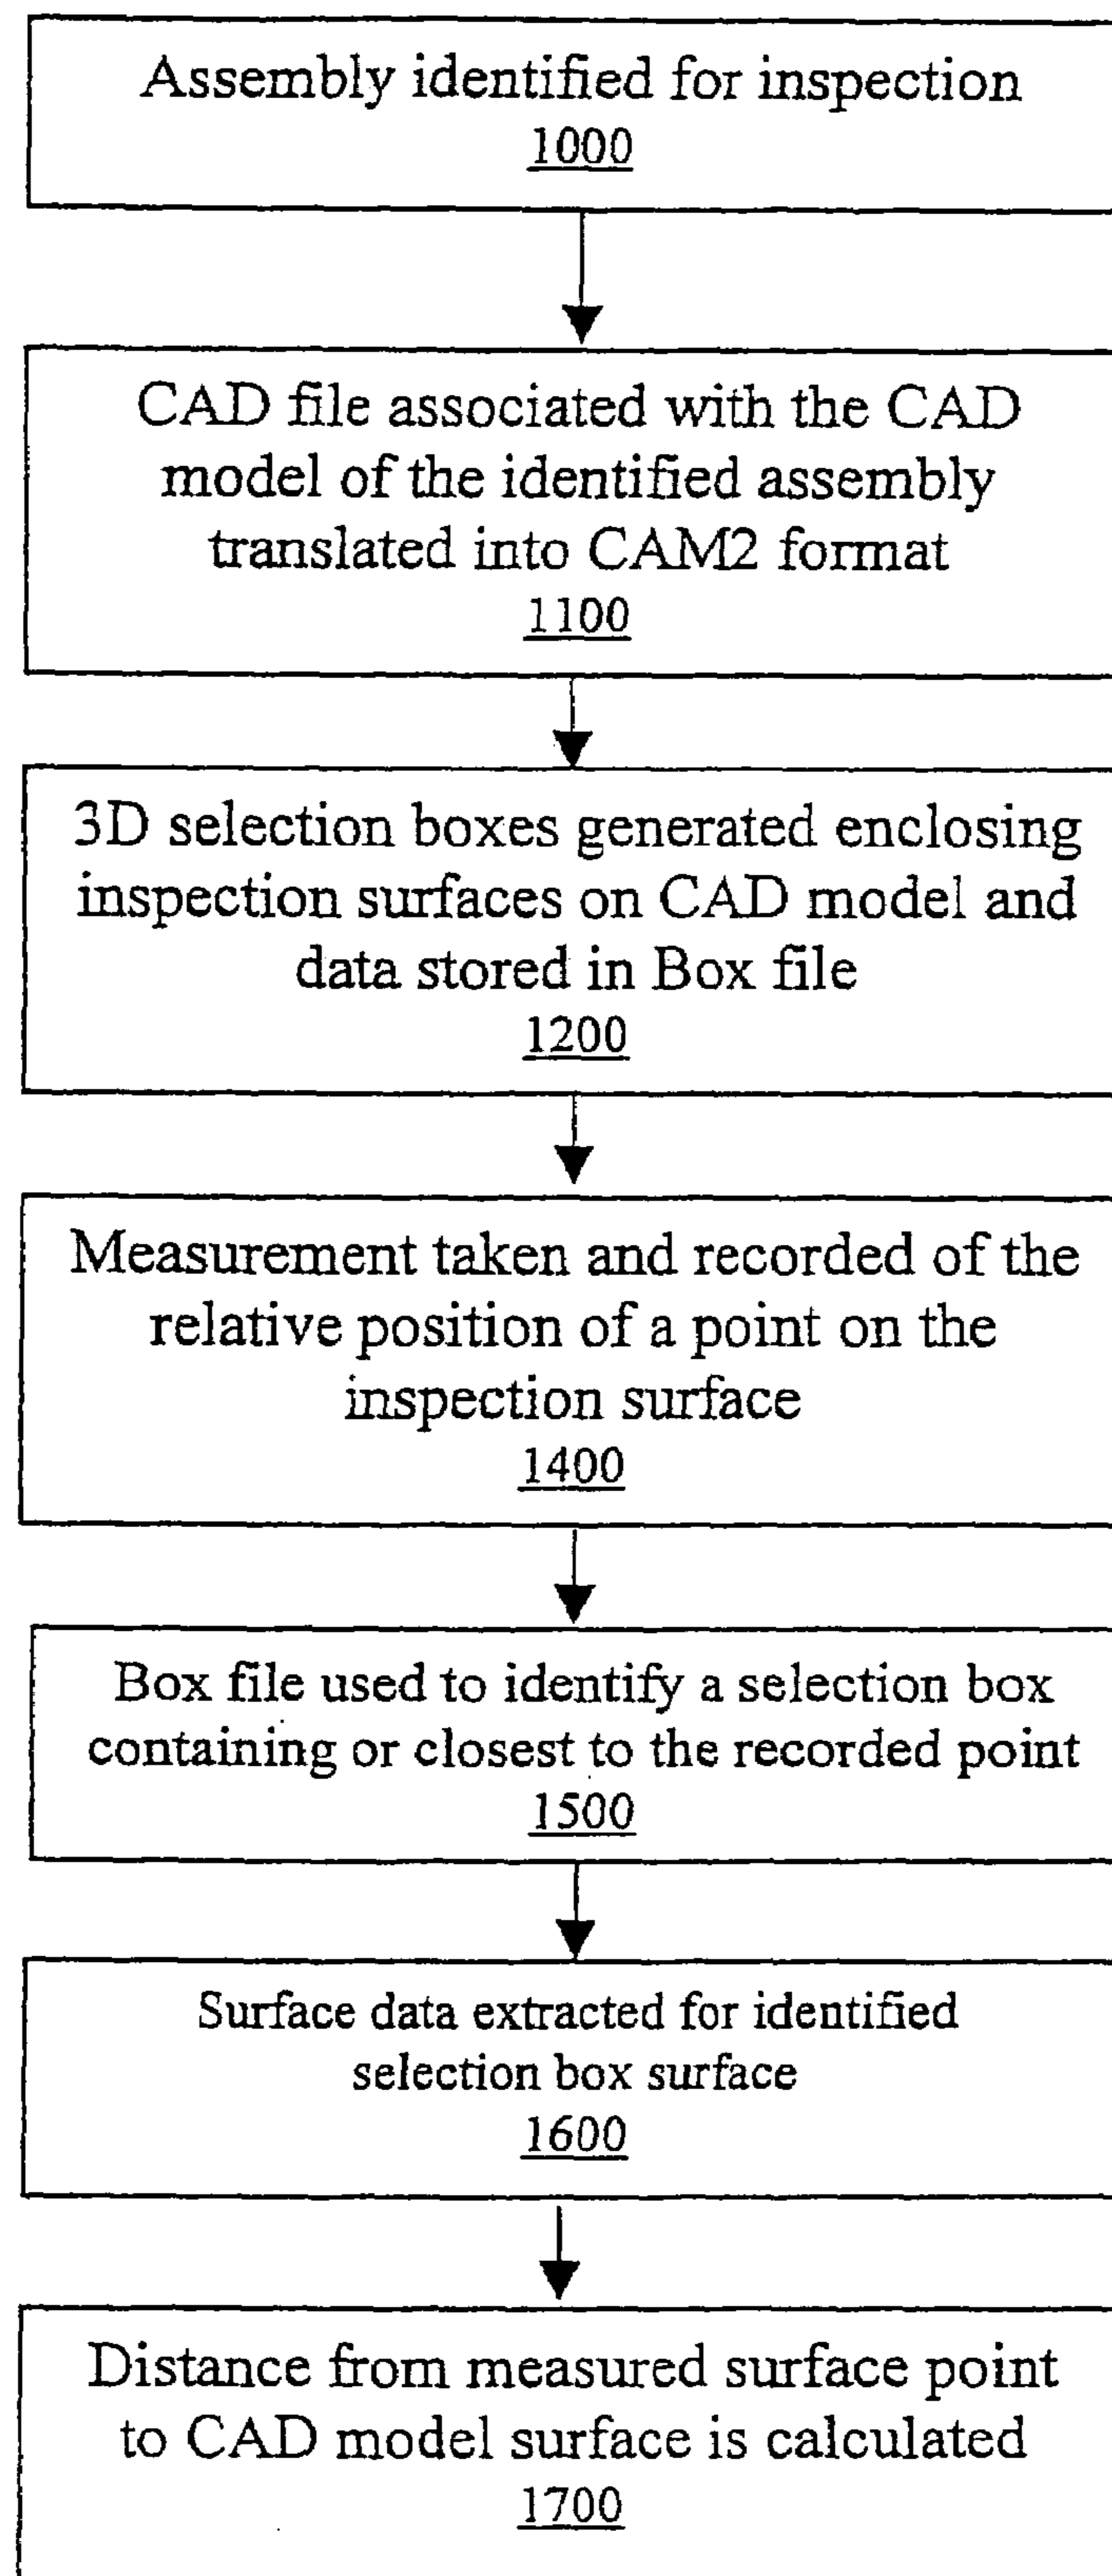 Assembly identified for inspection
1000
CAD file associated with the CAD
model of the identified assembly
translated into CAM2 format
1100
3D selection boxes generated enclosing
inspection surfaces on CAD model and
data stored in Box file
1200
Measurement taken and recorded of the
relative position of a point on the
inspection surface
1400
Box file used to identify a selection box
containing or closest to the recorded point
1500
Surface data extracted for identified
selection box surface
1600
Distance from measured surface point
to CAD model surface is calculated
1700